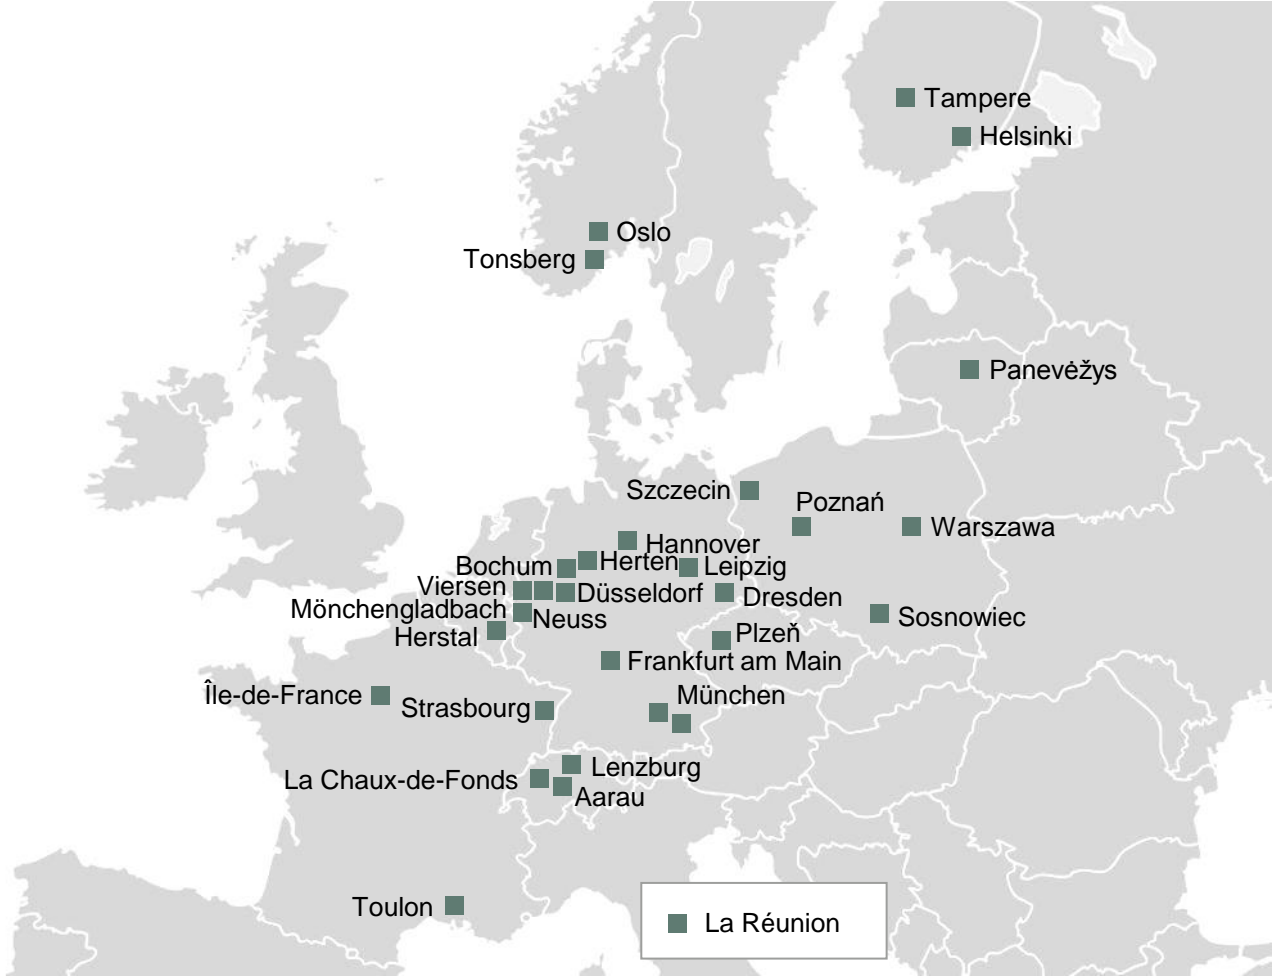 Tampere
Helsinki
Oslo
Tonsberg
Panevėžys
Szczecin
Poznań
Warszawa
Hannover
Herten
Bochum
Leipzig
Viersen
Düsseldorf
Dresden
Mönchengladbach
Neuss
Sosnowiec
Herstal
Plzeň
Frankfurt am Main
Île-de-France
München
Strasbourg
Lenzburg
La Chaux-de-Fonds
Aarau
Toulon
La Réunion